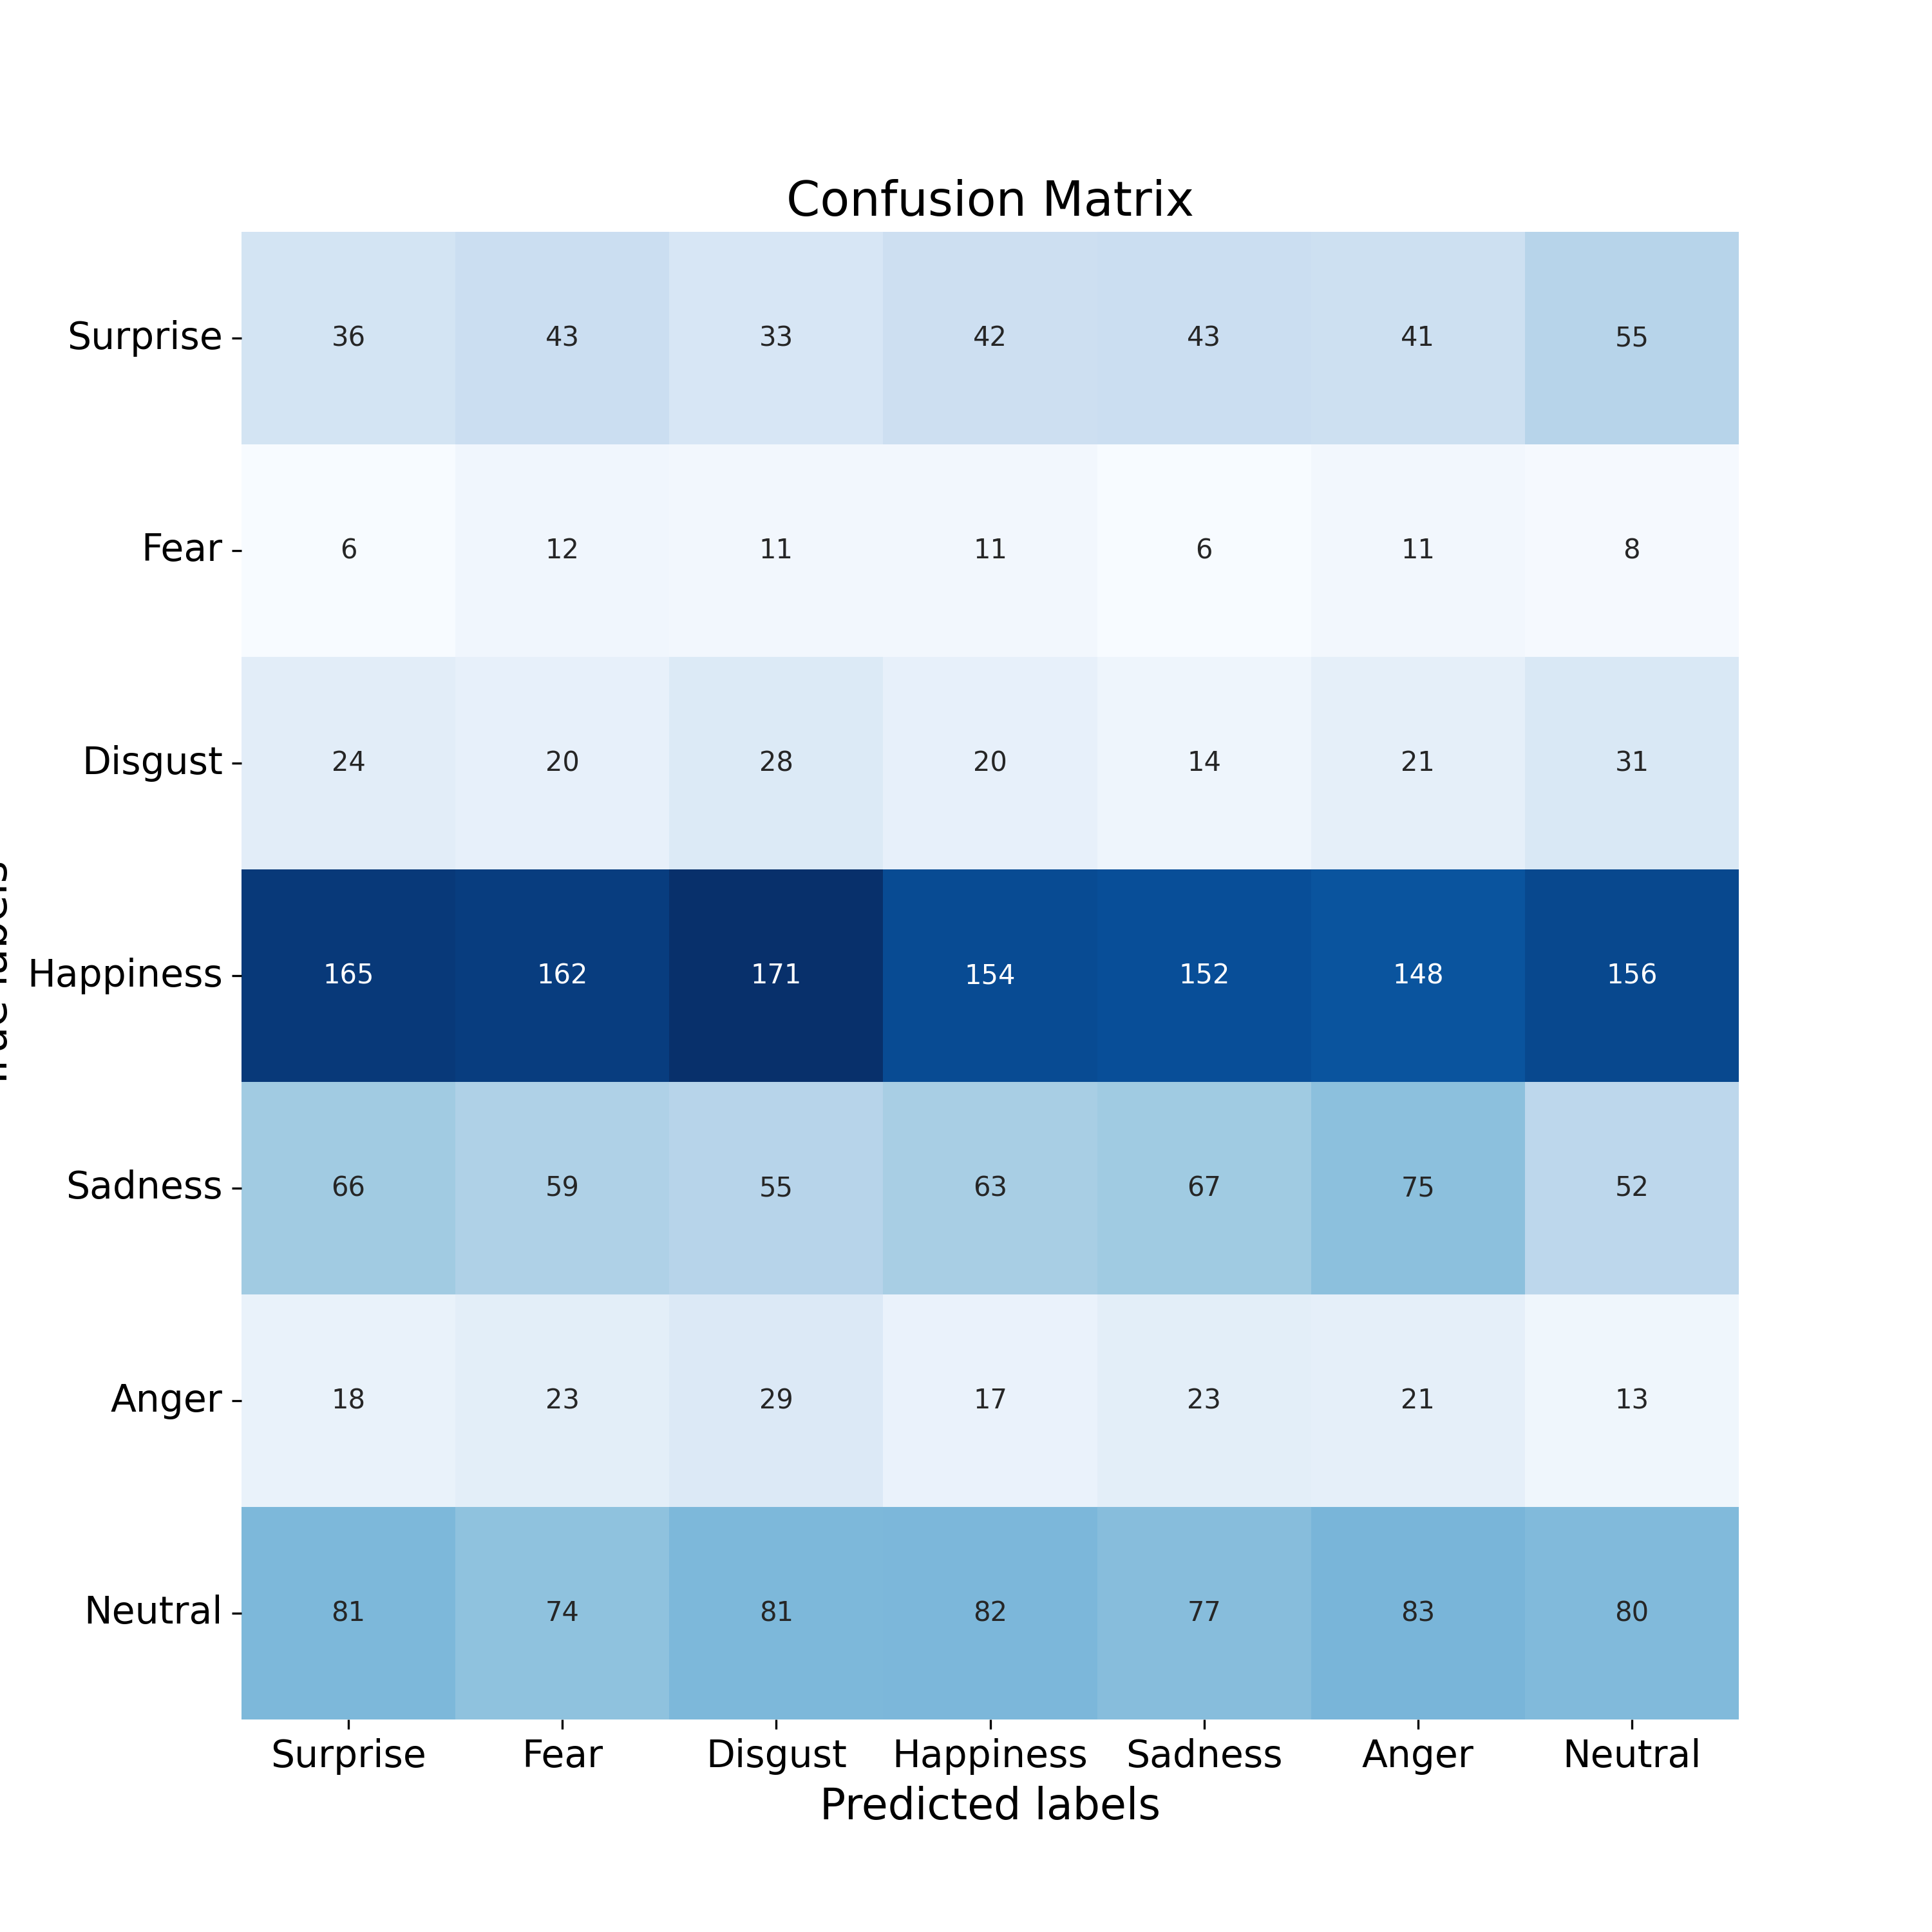 Confusion Matrix
Surprise 36 43 33 42 43 41 55
Fear 6 12 11 11 6 11 8
Disgust 24 20 28 20 14 21 31
Happiness 165 162 171 154 152 148 156
Sadness 66 59 55 63 67 75 52
Anger 18 23 29 17 23 21 13
Neutral 81 74 81 82 77 83 80
Surprise Fear Disgust Happiness Sadness Anger Neutral
Predicted labels